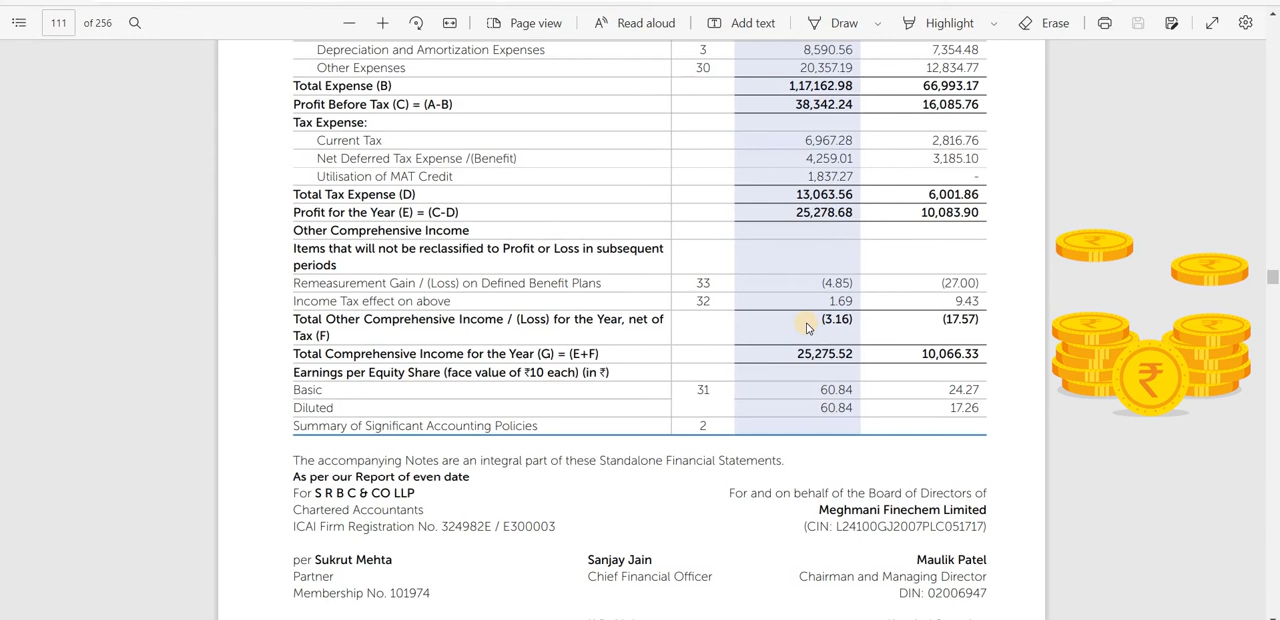 111 of 256 Page view Read aloud Add text Draw Highlight Erase
Depreciation and Amortization Expenses 3 8,590.56 7,354.48
Other Expenses 30 20,357.19 12,834.77
Total Expense (B) 1,17,162.98 66,993.17
Profit Before Tax (C) = (A-B) 38,342.24 16,085.76
Tax Expense:
Current Tax 6,967.28 2,816.76
Net Deferred Tax Expense /(Benefit) 4,259.01 3,185.10
Utilisation of MAT Credit 1,837.27 -
Total Tax Expense (D) 13,063.56 6,001.86
Profit for the Year (E) = (C-D) 25,278.68 10,083.90
Other Comprehensive Income
Items that will not be reclassified to Profit or Loss in subsequent
periods
Remeasurement Gain / (Loss) on Defined Benefit Plans 33 (4.85) (27.00)
Income Tax effect on above 32 1.69 9.43
Total Other Comprehensive Income / (Loss) for the Year, net of (3.16) (17.57)
Tax (F)
Total Comprehensive Income for the Year (G) = (E+F) 25,275.52 10,066.33
Earnings per Equity Share (face value of ₹10 each) (in ₹)
Basic 31 60.84 24.27
Diluted 60.84 17.26
Summary of Significant Accounting Policies 2
The accompanying Notes are an integral part of these Standalone Financial Statements.
As per our Report of even date
For S R B C & CO LLP For and on behalf of the Board of Directors of
Chartered Accountants Meghmani Finechem Limited
ICAI Firm Registration No. 324982E / E300003 (CIN: L24100GJ2007PLC051717)
per Sukrut Mehta Sanjay Jain Maulik Patel
Partner Chief Financial Officer Chairman and Managing Director
Membership No. 101974 DIN: 02006947